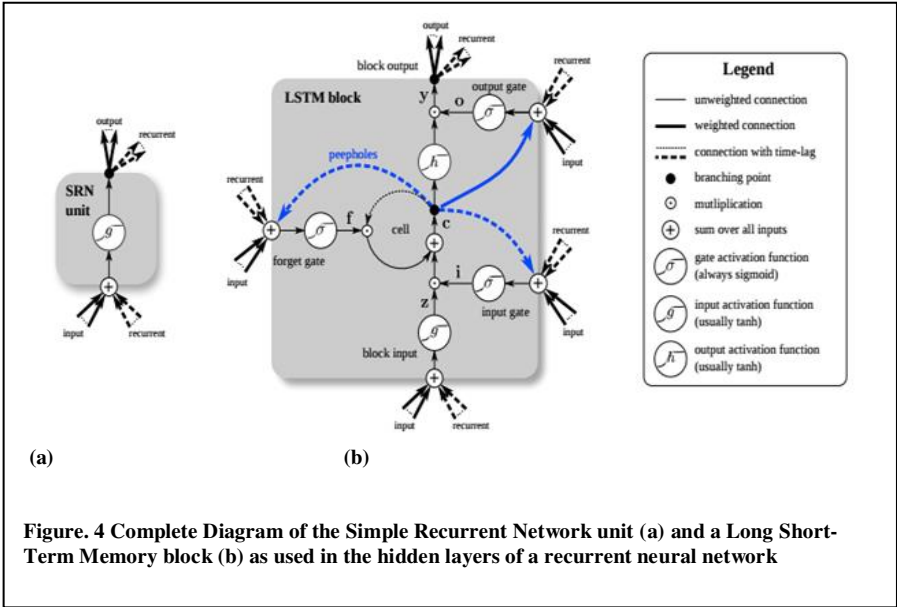 output
recurrent
SRN
unit
g
input
recurrent
(a)
output
recurrent
block output
LSTM block
y
o
output gate
σ
recurrent
input
h
peepholes
recurrent
f
σ
cell
c
input
forget gate
recurrent
i
σ
z
input gate
input
g
block input
input
recurrent
(b)
Legend
unweighted connection
weighted connection
connection with time-lag
branching point
mutliplication
sum over all inputs
σ
gate activation function
(always sigmoid)
g
input activation function
(usually tanh)
h
output activation function
(usually tanh)
Figure. 4 Complete Diagram of the Simple Recurrent Network unit (a) and a Long Short-
Term Memory block (b) as used in the hidden layers of a recurrent neural network